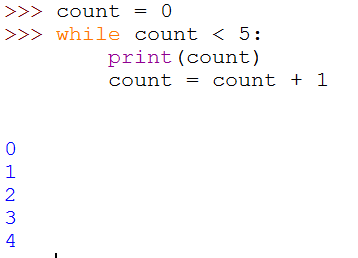 >>> count = 0
>>> while count < 5:
        print(count)
        count = count + 1
0
1
2
3
4